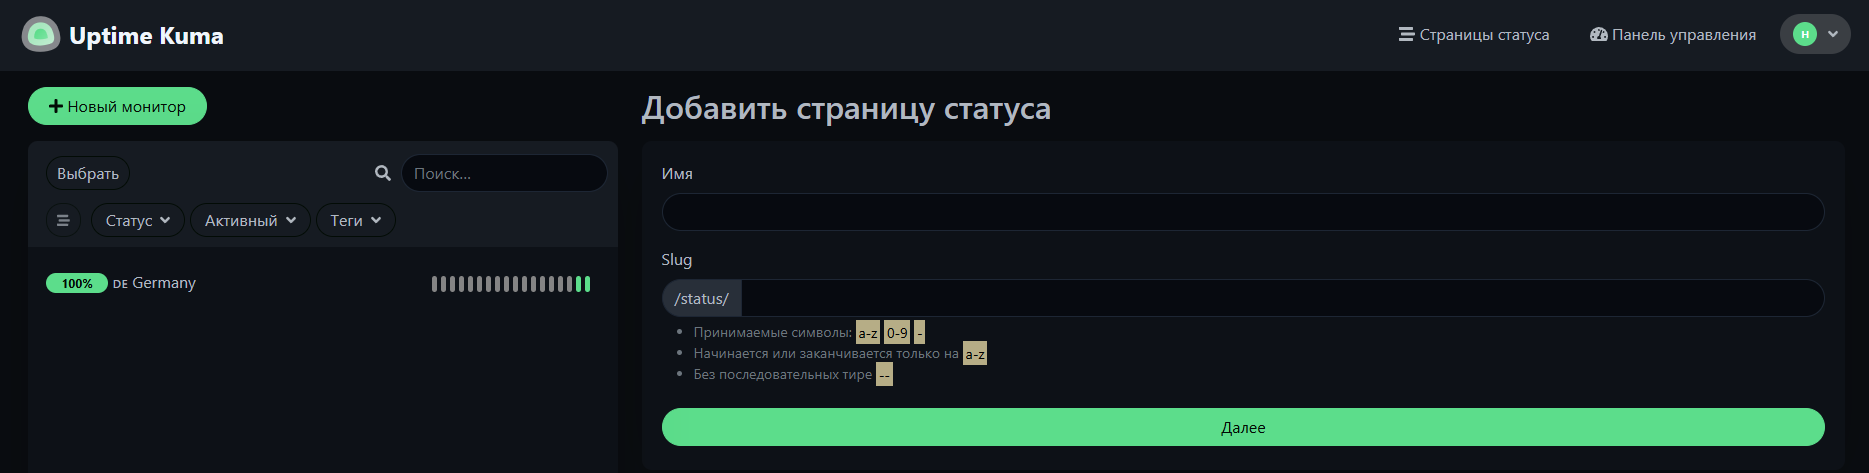 Uptime Kuma
Страницы статуса
Панель управления
н
Новый монитор
Добавить страницу статуса
Выбрать
Поиск...
Статус
Активный
Теги
100%
DE Germany
Имя
Slug
/status/
Принимаемые символы: a-z 0-9 -
Начинается или заканчивается только на a-z
Без последовательных тире --
Далее